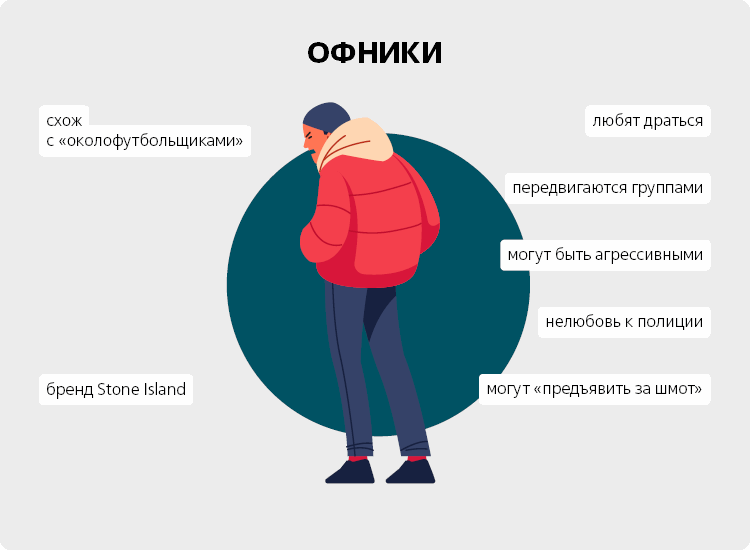 ОФНИКИ
схож
с «околофутбольщиками»
бренд Stone Island
любят драться
передвигаются группами
могут быть агрессивными
нелюбовь к полиции
могут «предъявить за шмот»